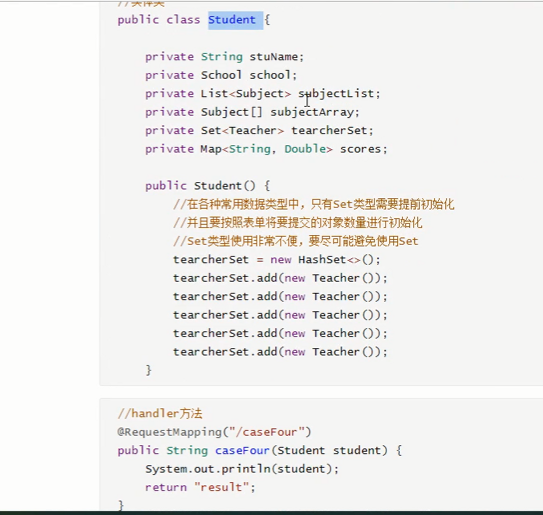 //实体类
public class Student {
private String stuName;
private School school;
private List<Subject> subjectList;
private Subject[] subjectArray;
private Set<Teacher> tearcherSet;
private Map<String, Double> scores;
public Student() {
//在各种常用数据类型中，只有Set类型需要提前初始化
//并且要按照表单将要提交的对象数量进行初始化
//Set类型使用非常不便，要尽可能避免使用Set
tearcherSet = new HashSet<>();
tearcherSet.add(new Teacher());
tearcherSet.add(new Teacher());
tearcherSet.add(new Teacher());
tearcherSet.add(new Teacher());
tearcherSet.add(new Teacher());
}
//handler方法
@RequestMapping("/caseFour")
public String caseFour(Student student) {
System.out.println(student);
return "result";
}